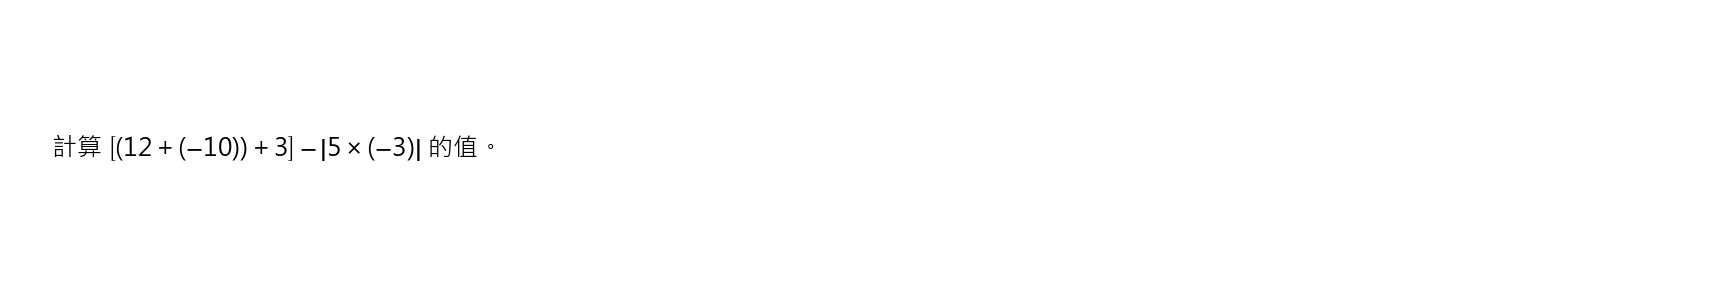 計算 [(12 + (−10)) + 3] − |5 × (−3)| 的值。